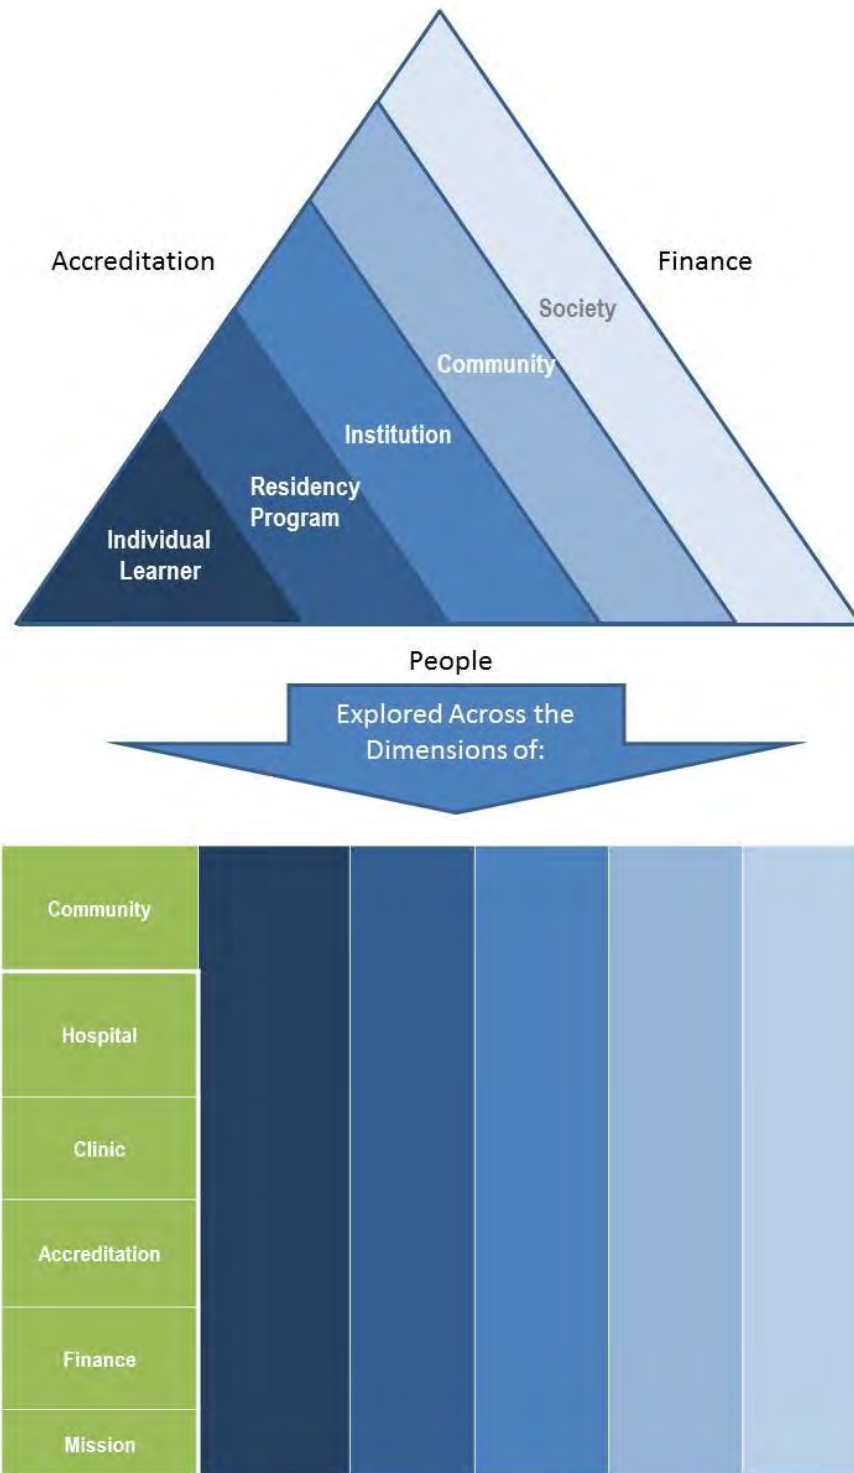 Accreditation
Finance
Society
Community
Institution
Residency
Program
Individual
Learner
People
Explored Across the
Dimensions of:
Community
Hospital
Clinic
Accreditation
Finance
Mission